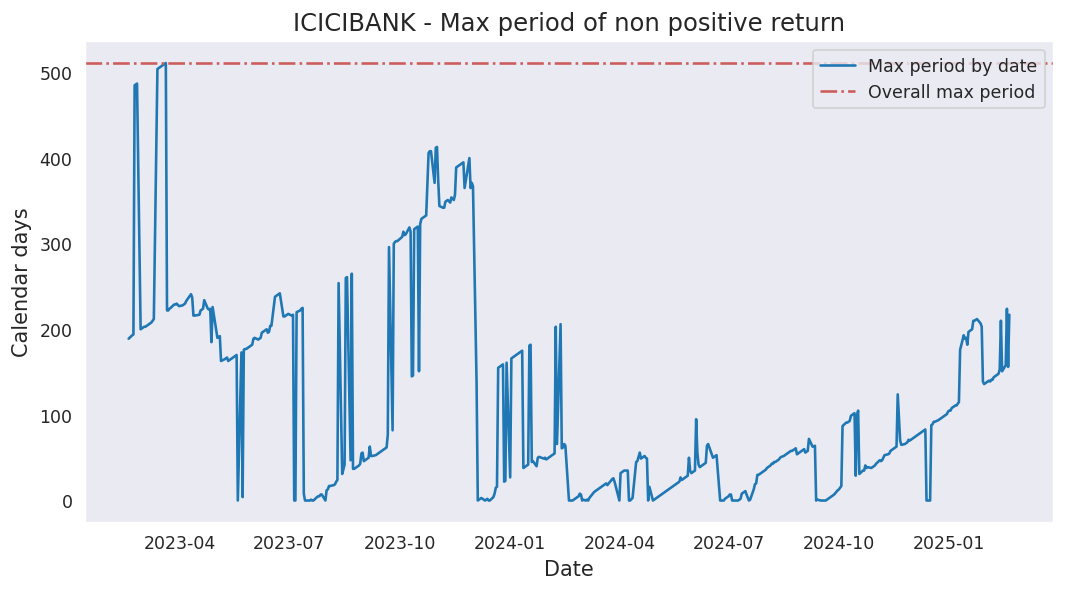 ICICIBANK - Max period of non positive return
Max period by date
Overall max period
Calendar days
500
400
300
200
100
0
2023-04 2023-07 2023-10 2024-01 2024-04 2024-07 2024-10 2025-01
Date